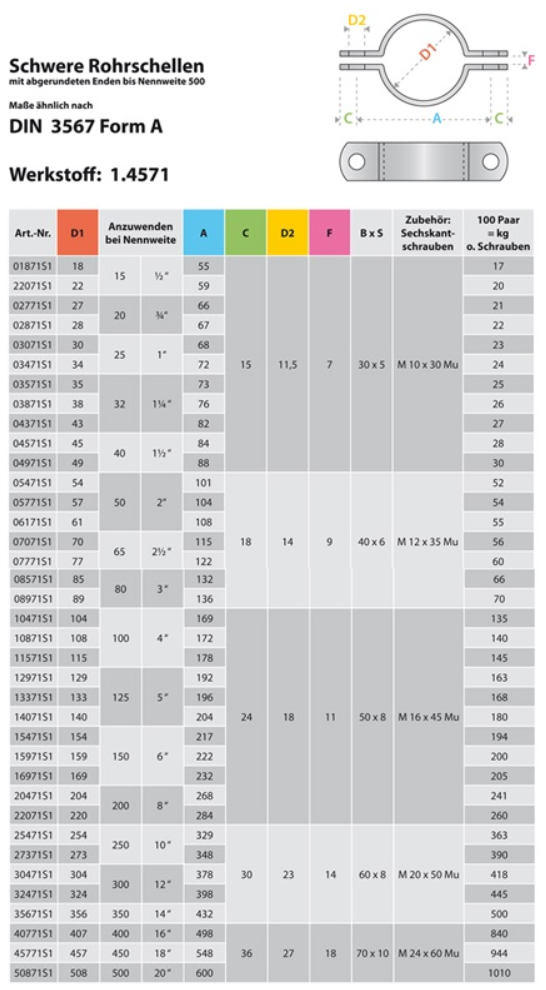 Schwere Rohrschellen
mit abgerundeten Enden bis Nennweite 500
Maße ähnlich nach
DIN 3567 Form A
Werkstoff: 1.4571
D2
D1
F
C A C
Art.-Nr. D1 Anzuwenden bei Nennweite A C D2 F B x S Zubehör: Sechskant-schrauben 100 Paar = kg o. Schrauben
01871S1 18 15 ½" 55 15 11,5 7 30 x 5 M 10 x 30 Mu 17
22071S1 22 59 20
02771S1 27 20 ¾" 66 21
02871S1 28 67 22
03071S1 30 25 1" 68 23
03471S1 34 72 24
03571S1 35 32 1¼" 73 25
03871S1 38 76 26
04371S1 43 82 27
04571S1 45 40 1½" 84 28
04971S1 49 88 30
05471S1 54 50 2" 101 18 14 9 40 x 6 M 12 x 35 Mu 52
05771S1 57 104 54
06171S1 61 108 55
07071S1 70 65 2½" 115 56
07771S1 77 122 60
08571S1 85 80 3" 132 66
08971S1 89 136 70
10471S1 104 100 4" 169 24 18 11 50 x 8 M 16 x 45 Mu 135
10871S1 108 172 140
11571S1 115 178 145
12971S1 129 125 5" 192 163
13371S1 133 196 168
14071S1 140 204 180
15471S1 154 150 6" 217 194
15971S1 159 222 200
16971S1 169 232 205
20471S1 204 200 8" 268 241
22071S1 220 284 260
25471S1 254 250 10" 329 30 23 14 60 x 8 M 20 x 50 Mu 363
27371S1 273 348 390
30471S1 304 300 12" 378 418
32471S1 324 398 445
35671S1 356 350 14" 432 500
40771S1 407 400 16" 498 36 27 18 70 x 10 M 24 x 60 Mu 840
45771S1 457 450 18" 548 944
50871S1 508 500 20" 600 1010